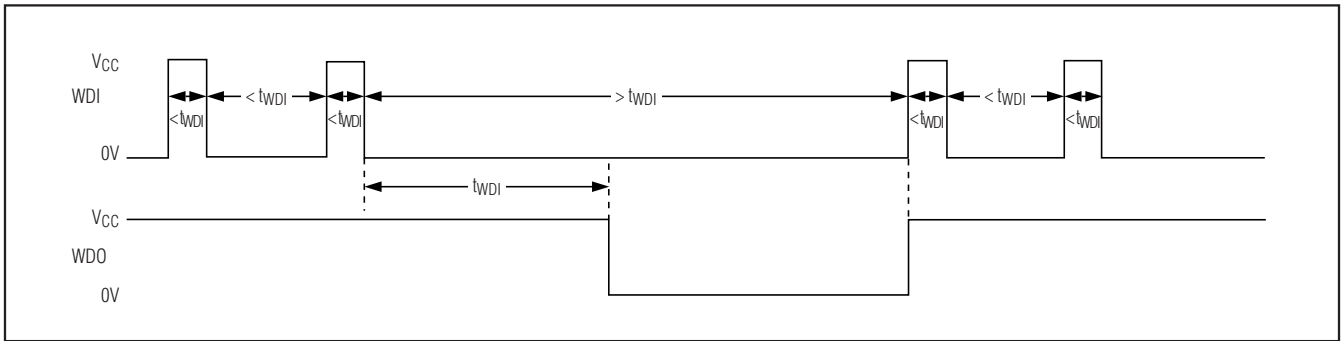 VCC
WDI
< tWDI
> tWDI
< tWDI
<tWDI
<tWDI
<tWDI
<tWDI
0V
tWDI
VCC
WDO
0V